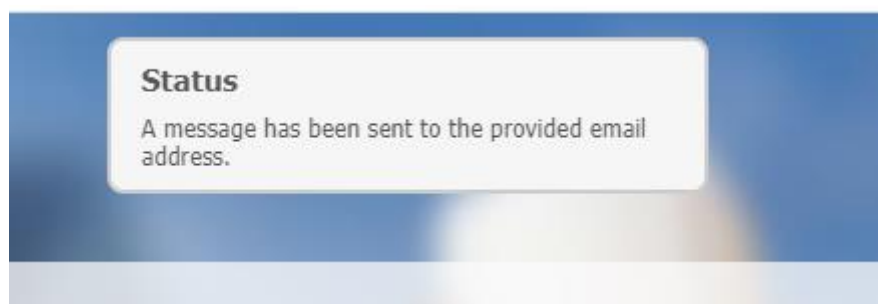 Status
A message has been sent to the provided email
address.